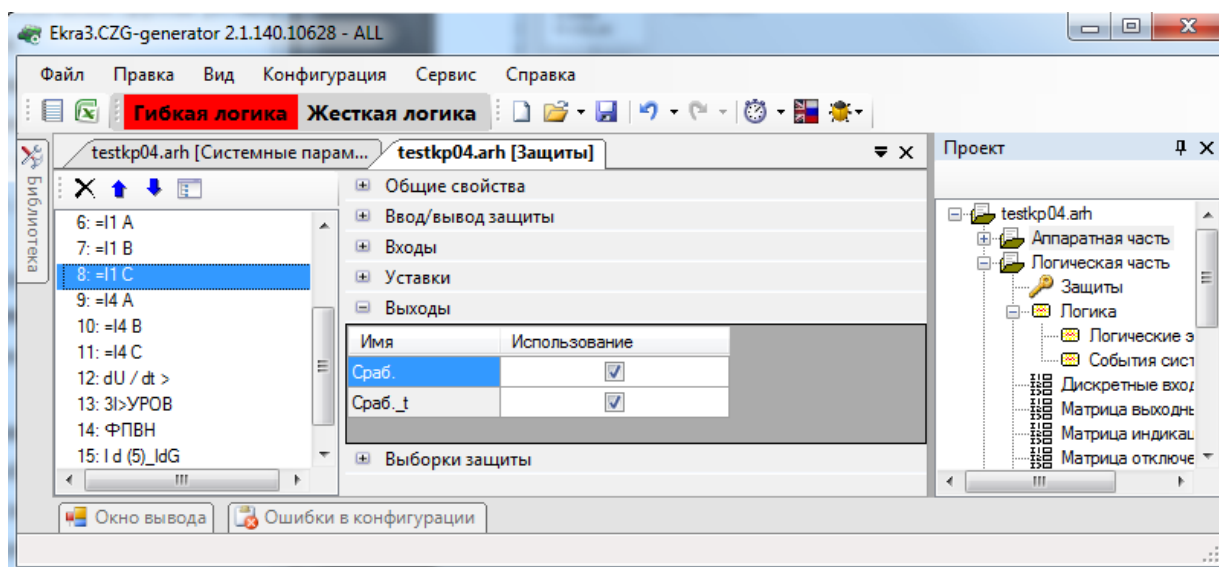 Ekra3.CZG-generator 2.1.140.10628 - ALL
Файл Правка Вид Конфигурация Сервис Справка
Гибкая логика Жесткая логика
testkp04.arh [Системные парам... testkp04.arh [Защиты]
Проект
Библиотека
6: =I1 A
7: =I1 B
8: =I1 C
9: =I4 A
10: =I4 B
11: =I4 C
12: dU / dt >
13: 3I>УРОВ
14: ФПВН
15: I d (5)_IdG
Общие свойства
Ввод/вывод защиты
Входы
Уставки
Выходы
Имя Использование
Сраб.
Сраб._t
Выборки защиты
testkp04.arh
Аппаратная часть
Логическая часть
Защиты
Логика
Логические э
События сист
Дискретные вход
Матрица выходнь
Матрица индикац
Матрица отключе
Окно вывода Ошибки в конфигурации